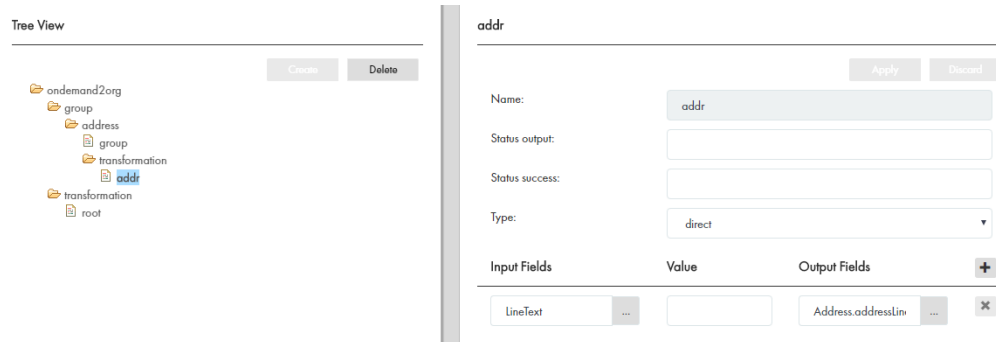 Tree View
Create
Delete
ondemand2org
group
address
group
transformation
addr
transformation
root
addr
Apply
Discard
Name:
addr
Status output:
Status success:
Type:
direct
Input Fields
Value
Output Fields
LineText
...
Address.addressLin
...